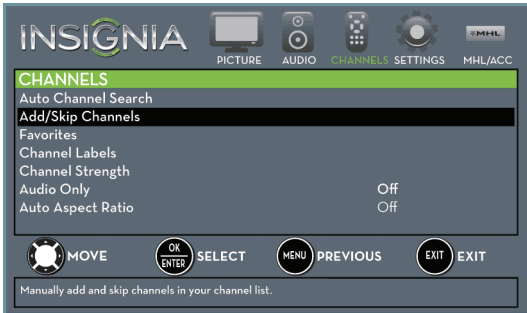 INSIGNIA
PICTURE AUDIO CHANNELS SETTINGS MHL/ACC
MHL
CHANNELS
Auto Channel Search
Add/Skip Channels
Favorites
Channel Labels
Channel Strength
Audio Only Off
Auto Aspect Ratio Off
MOVE OK ENTER SELECT MENU PREVIOUS EXIT EXIT
Manually add and skip channels in your channel list.